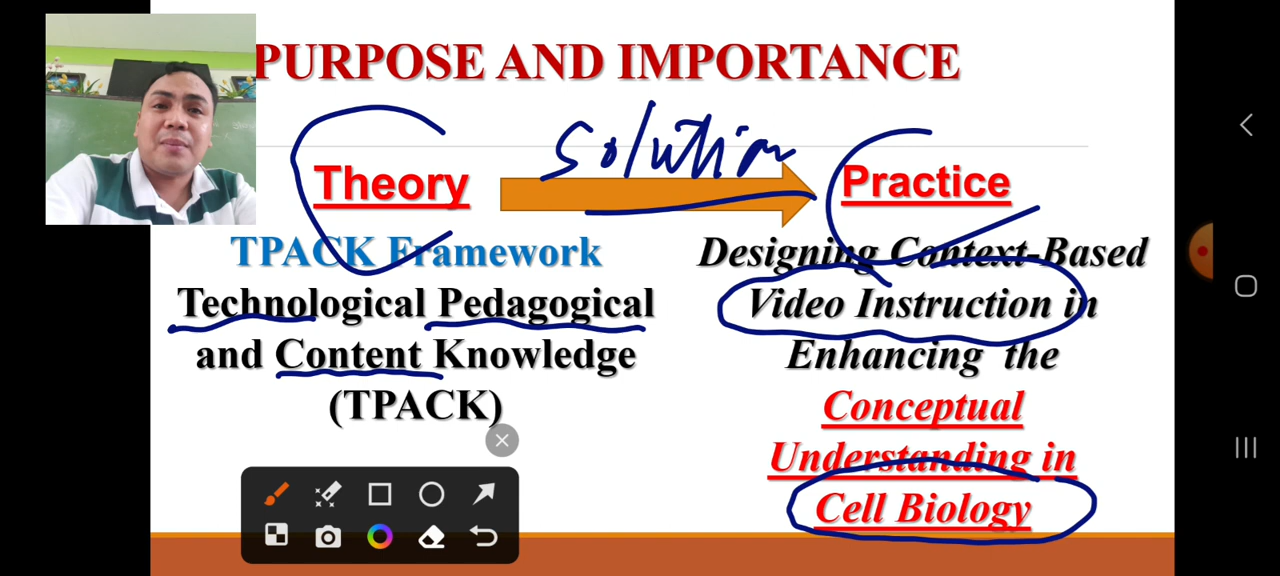 PURPOSE AND IMPORTANCE
solution
Theory
Practice
TPACK Framework
Technological Pedagogical
and Content Knowledge
(TPACK)
Designing Context-Based
Video Instruction in
Enhancing the
Conceptual
Understanding in
Cell Biology